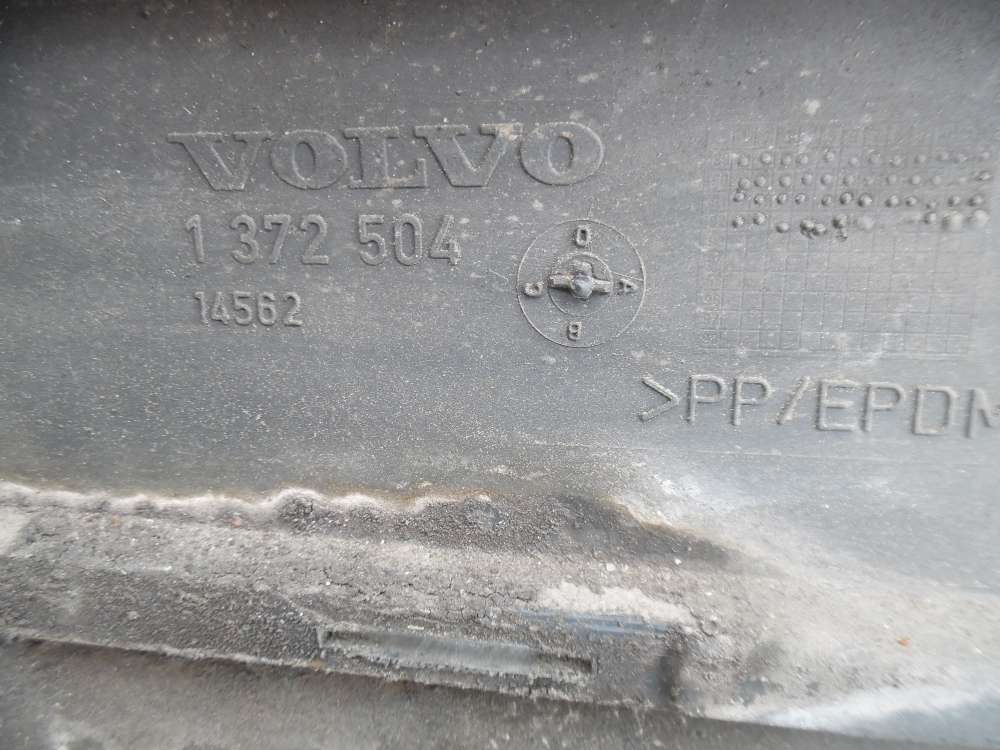 VOLVO
1 372 504
14562
D
C A
B
>PP/EPDM